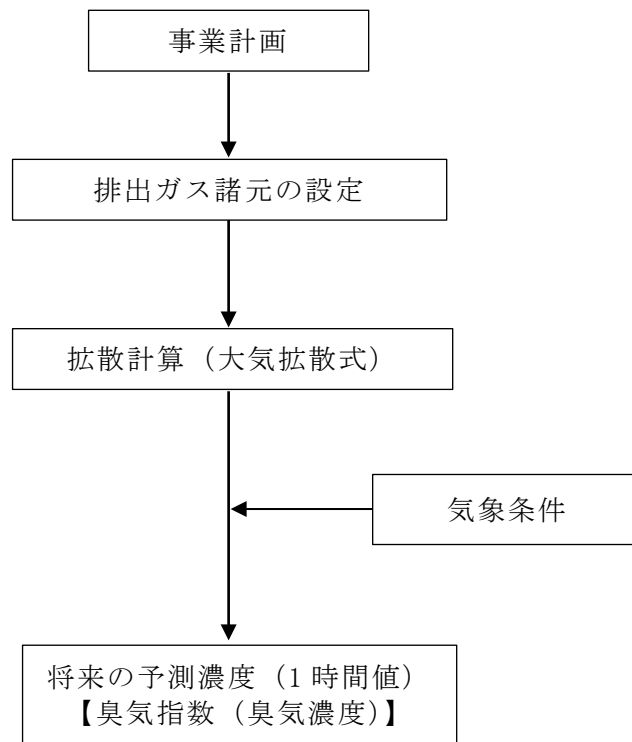 事業計画
排出ガス諸元の設定
拡散計算（大気拡散式）
気象条件
将来の予測濃度（1時間値）
【臭気指数（臭気濃度）】